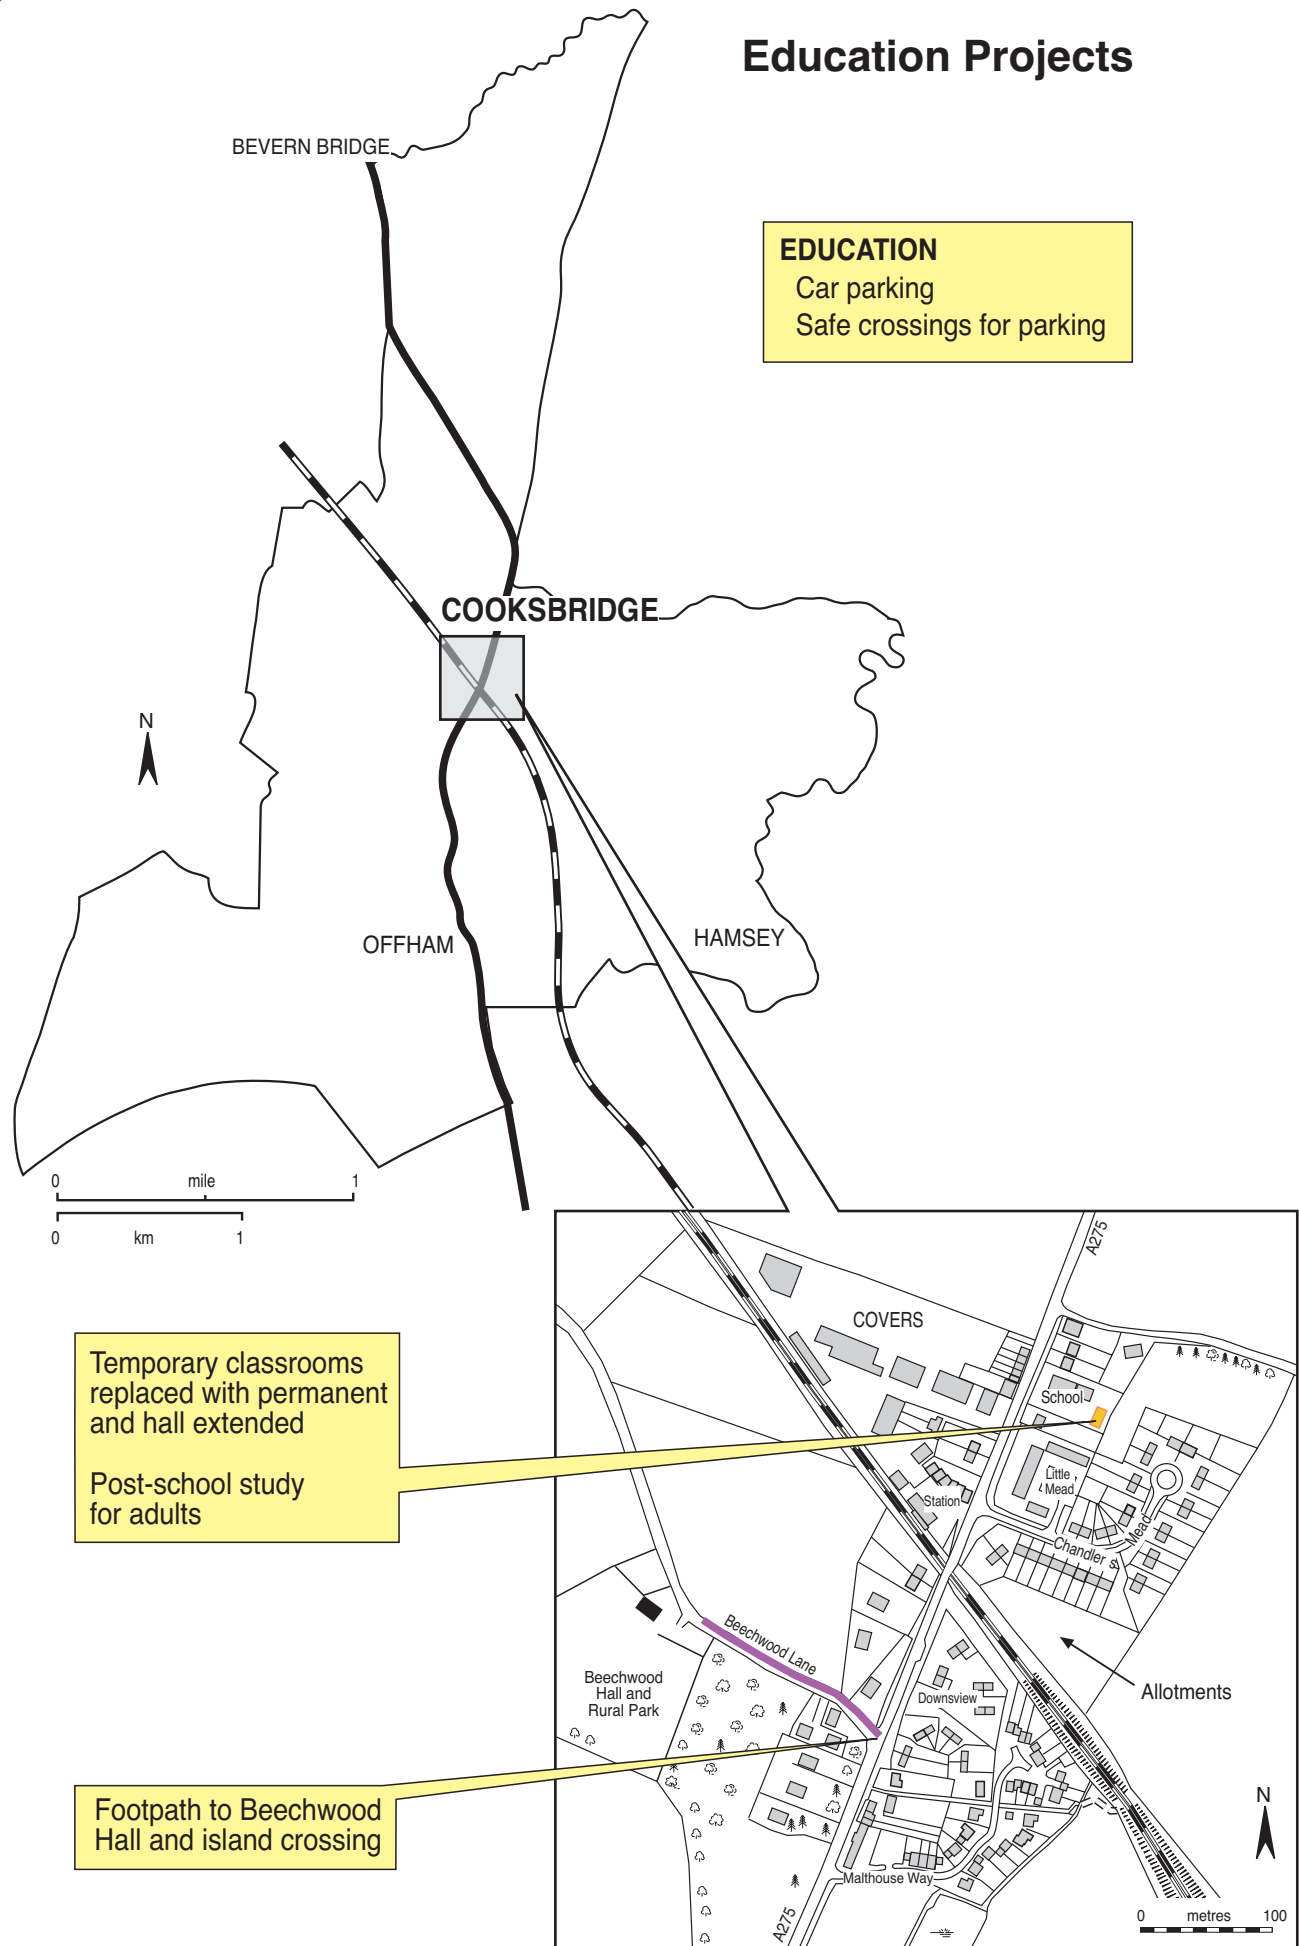 Education Projects
BEVERN BRIDGE
EDUCATION
Car parking
Safe crossings for parking
COOKSBRIDGE
N
OFFHAM
HAMSEY
0 mile 1
0 km 1
A275
COVERS
Temporary classrooms
replaced with permanent
and hall extended
Post-school study
for adults
School
Little
Mead
Station
Chandler s
Mead
Beechwood Lane
Beechwood
Hall and
Rural Park
Downsview
Allotments
Footpath to Beechwood
Hall and island crossing
Malthouse Way
A275
N
0 metres 100